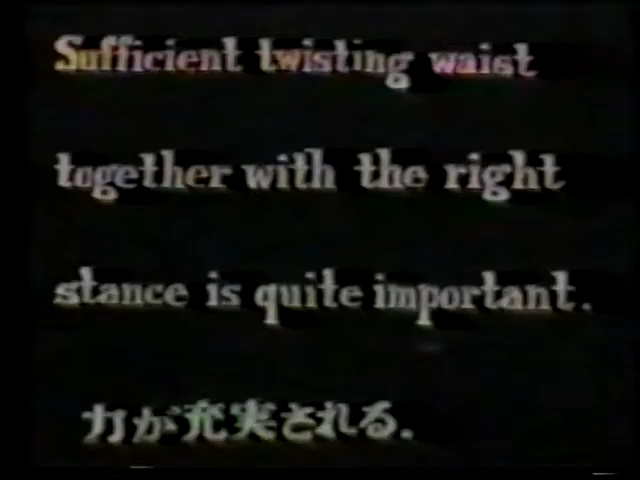 Sufficient twisting waist
together with the right
stance is quite important.
力が充実される.